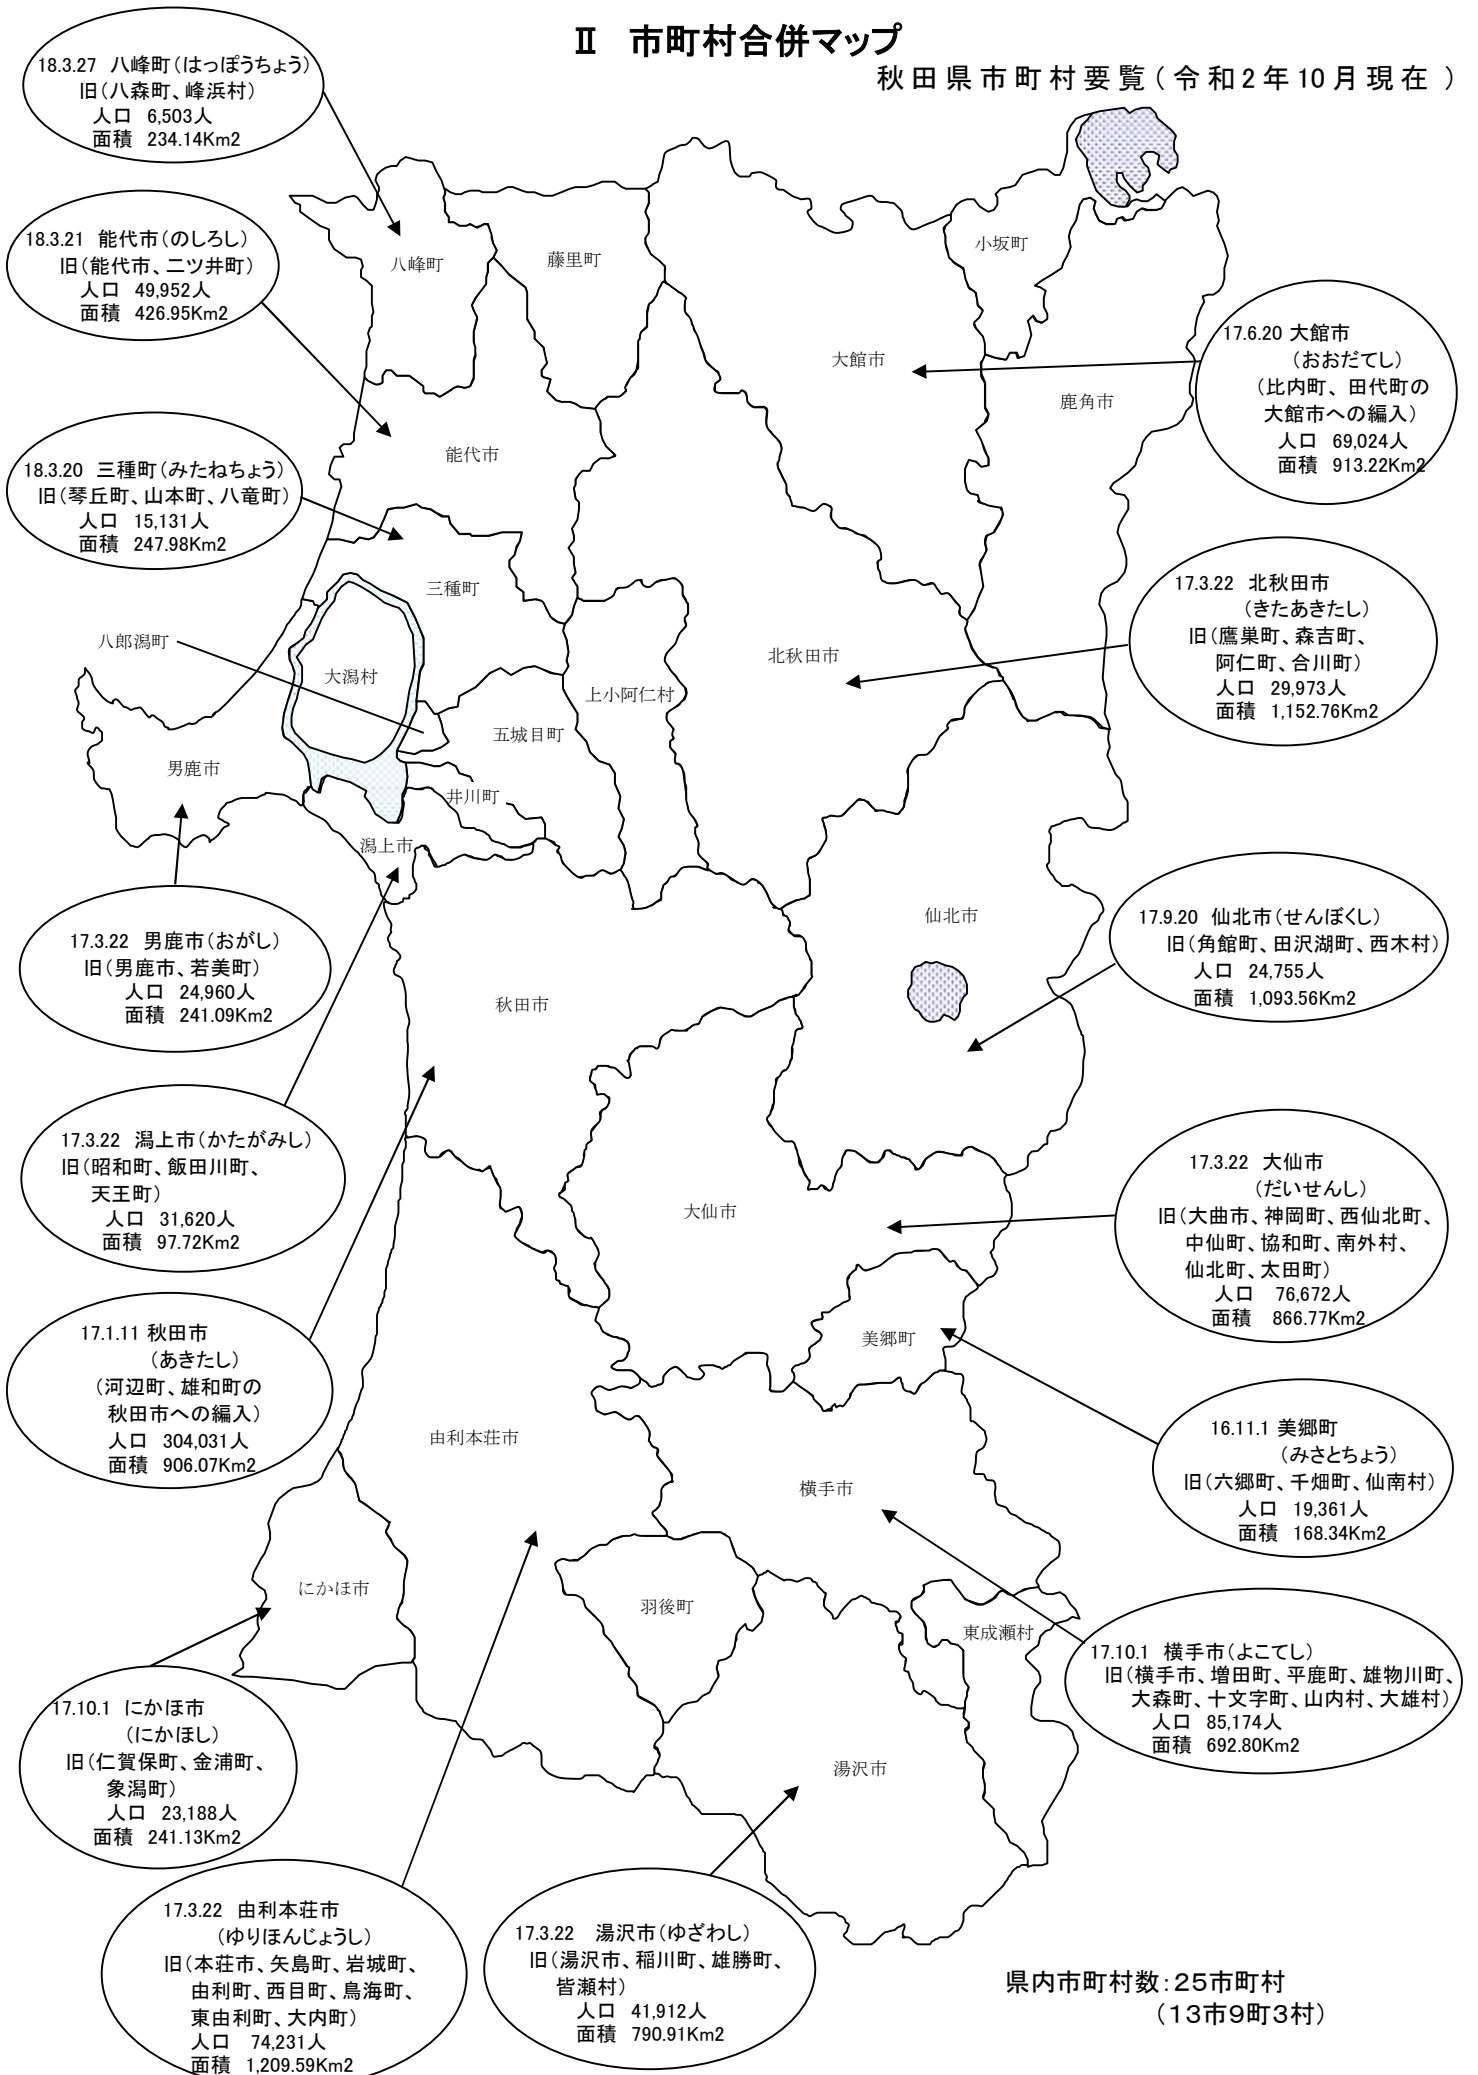 Ⅱ　市町村合併マップ
秋田県市町村要覧(令和2年10月現在 )
18.3.27 八峰町(はっぽうちょう)
旧(八森町、峰浜村)
人口 6,503人
面積 234.14Km2
18.3.21 能代市(のしろし)
旧(能代市、二ツ井町)
人口 49,952人
面積 426.95Km2
18.3.20 三種町(みたねちょう)
旧(琴丘町、山本町、八竜町)
人口 15,131人
面積 247.98Km2
17.6.20 大館市
(おおだてし)
(比内町、田代町の
大館市への編入)
人口 69,024人
面積 913.22Km2
17.3.22 北秋田市
(きたあきたし)
旧(鷹巣町、森吉町、
阿仁町、合川町)
人口 29,973人
面積 1,152.76Km2
八峰町
藤里町
小坂町
大館市
鹿角市
能代市
三種町
八郎潟町
大潟村
北秋田市
上小阿仁村
五城目町
男鹿市
井川町
潟上市
仙北市
秋田市
大仙市
美郷町
由利本荘市
横手市
にかほ市
羽後町
東成瀬村
湯沢市
17.3.22 男鹿市(おがし)
旧(男鹿市、若美町)
人口 24,960人
面積 241.09Km2
17.9.20 仙北市(せんぼくし)
旧(角館町、田沢湖町、西木村)
人口 24,755人
面積 1,093.56Km2
17.3.22 潟上市(かたがみし)
旧(昭和町、飯田川町、
天王町)
人口 31,620人
面積 97.72Km2
17.3.22 大仙市
(だいせんし)
旧(大曲市、神岡町、西仙北町、
中仙町、協和町、南外村、
仙北町、太田町)
人口 76,672人
面積 866.77Km2
17.1.11 秋田市
(あきたし)
(河辺町、雄和町の
秋田市への編入)
人口 304,031人
面積 906.07Km2
16.11.1 美郷町
(みさとちょう)
旧(六郷町、千畑町、仙南村)
人口 19,361人
面積 168.34Km2
17.10.1 横手市(よこてし)
旧(横手市、増田町、平鹿町、雄物川町、
大森町、十文字町、山内村、大雄村)
人口 85,174人
面積 692.80Km2
17.10.1 にかほ市
(にかほし)
旧(仁賀保町、金浦町、
象潟町)
人口 23,188人
面積 241.13Km2
17.3.22 由利本荘市
(ゆりほんじょうし)
旧(本荘市、矢島町、岩城町、
由利町、西目町、鳥海町、
東由利町、大内町)
人口 74,231人
面積 1,209.59Km2
17.3.22 湯沢市(ゆざわし)
旧(湯沢市、稲川町、雄勝町、
皆瀬村)
人口 41,912人
面積 790.91Km2
県内市町村数:25市町村
(13市9町3村)